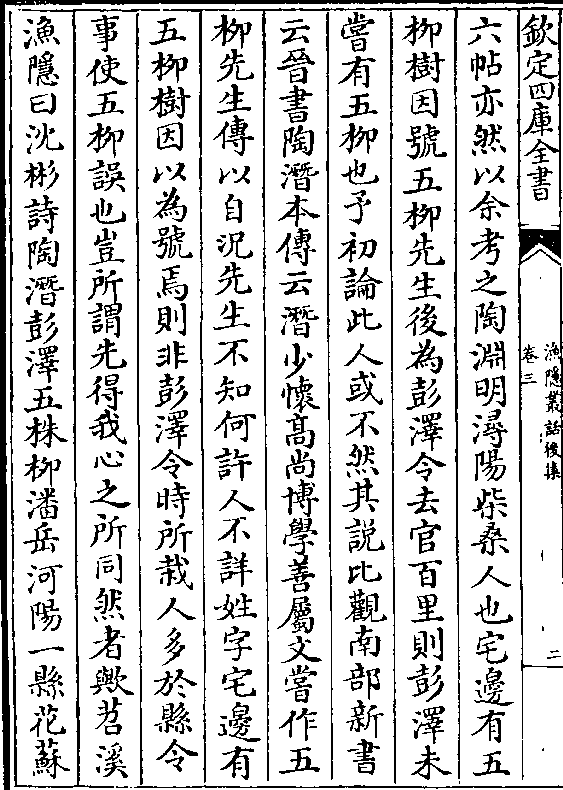 欽定四庫全書
漁隱叢話後集
卷三
二
六帖亦然以余考之陶淵明潯陽柴桑人也宅邊有五
柳樹因號五柳先生後為彭澤令去官百里則彭澤未
嘗有五柳也予初論此人或不然其說比觀南部新書
云晉書陶潛本傳云潛少懷高尚博學善屬文嘗作五
柳先生傳以自況先生不知何許人不詳姓字宅邊有
五柳樹因以為號焉則非彭澤令時所栽人多於縣令
事使五柳誤也豈所謂先得我心之所同然者歟苕溪
漁隱曰沈彬詩陶潛彭澤五株柳潘岳河陽一縣花蘇